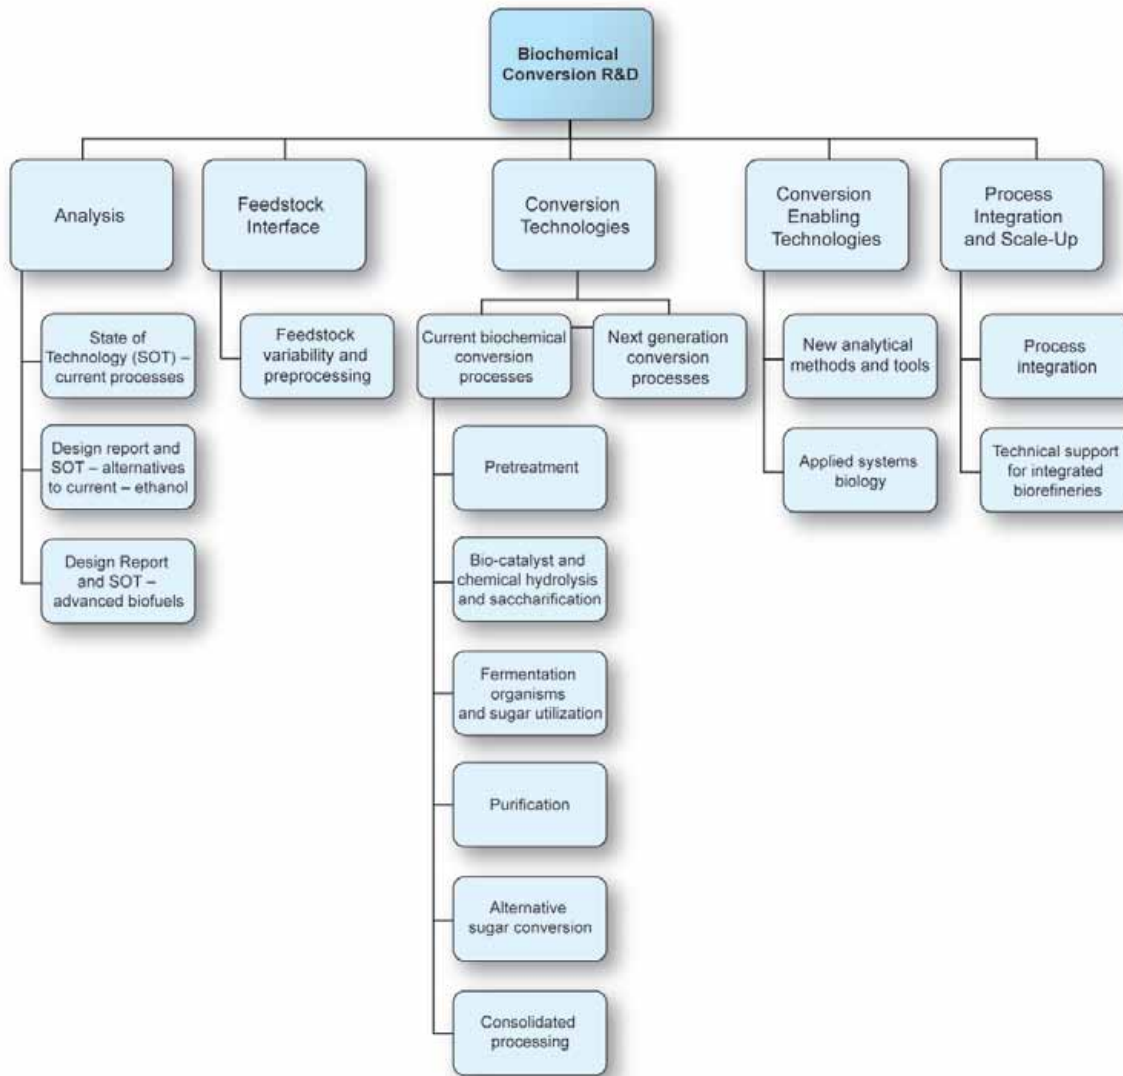 Biochemical
Conversion R&D
Analysis
Feedstock
Interface
Conversion
Technologies
Conversion
Enabling
Technologies
Process
Integration
and Scale-Up
State of
Technology (SOT) –
current processes
Design report and
SOT – alternatives
to current – ethanol
Design Report
and SOT –
advanced biofuels
Feedstock
variability and
preprocessing
Current biochemical
conversion
processes
Next generation
conversion
processes
Pretreatment
Bio-catalyst and
chemical hydrolysis
and saccharification
Fermentation
organisms
and sugar utilization
Purification
Alternative
sugar conversion
Consolidated
processing
New analytical
methods and tools
Applied systems
biology
Process
integration
Technical support
for integrated
biorefineries